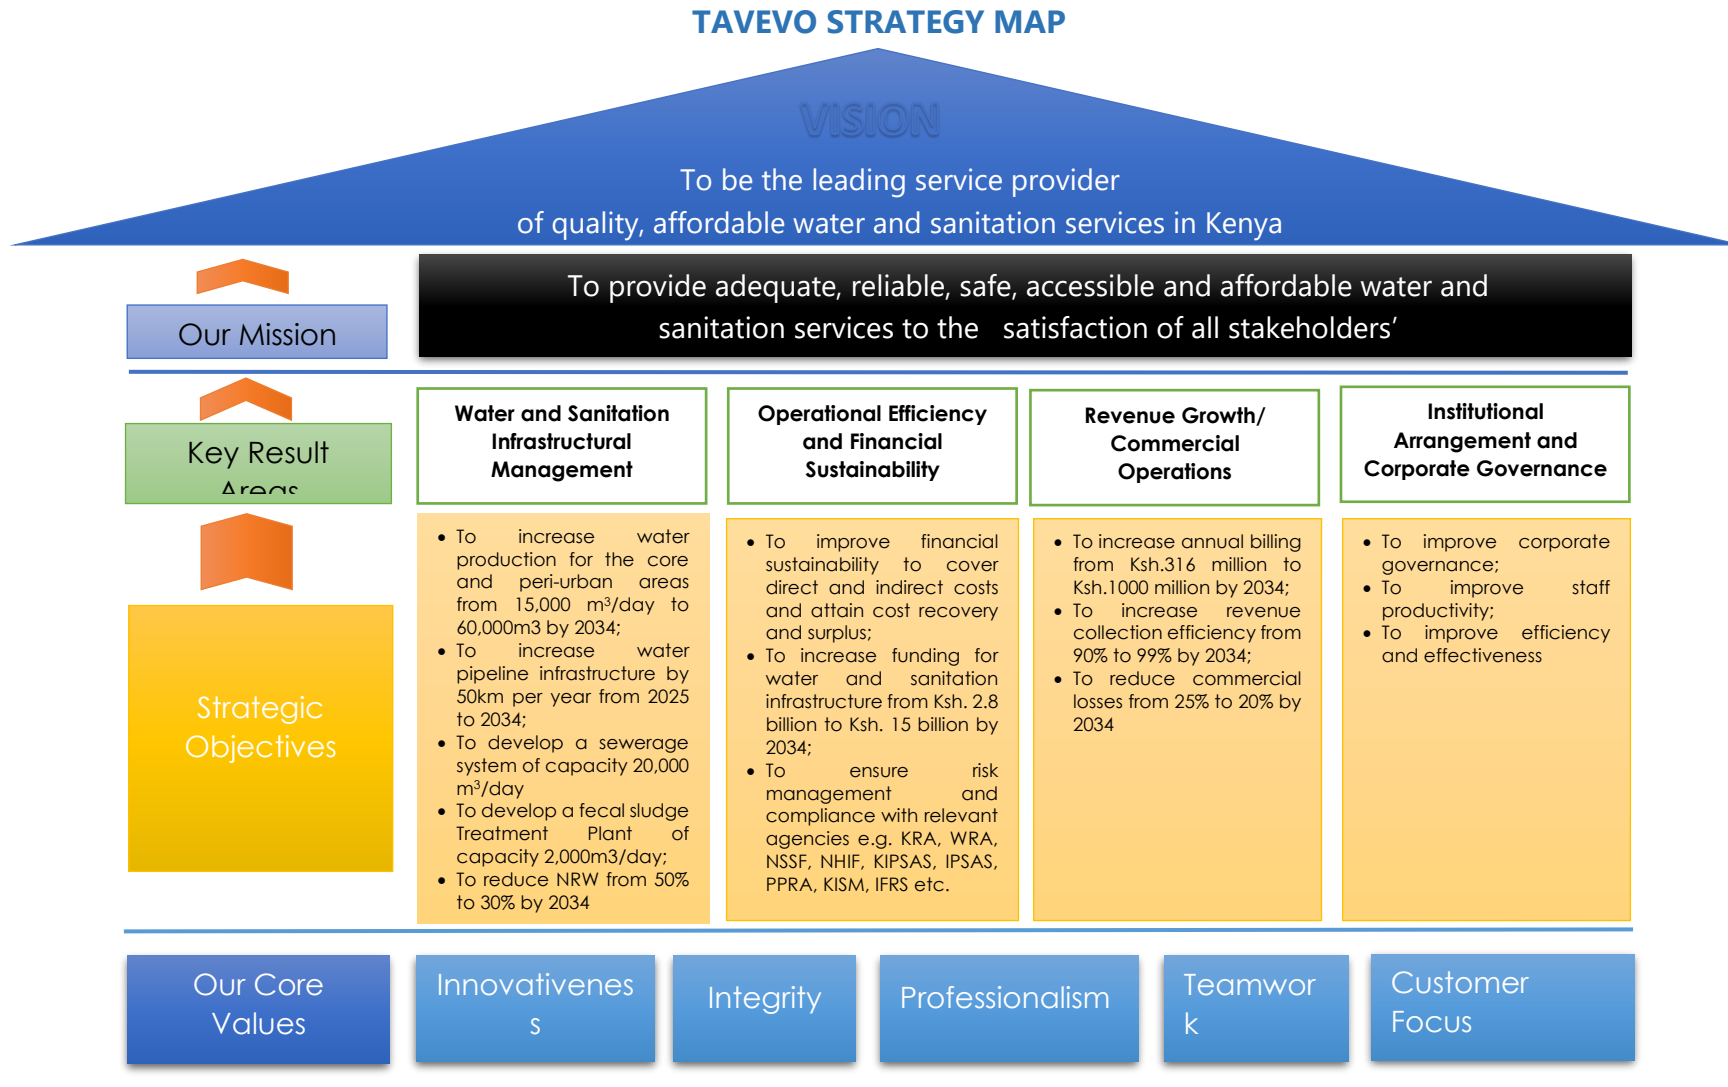 TAVEVO STRATEGY MAP
VISION
To be the leading service provider
of quality, affordable water and sanitation services in Kenya
Our Mission
To provide adequate, reliable, safe, accessible and affordable water and
sanitation services to the satisfaction of all stakeholders’
Key Result
Areas
Water and Sanitation
Infrastructural
Management
Operational Efficiency
and Financial
Sustainability
Revenue Growth/
Commercial
Operations
Institutional
Arrangement and
Corporate Governance
Strategic
Objectives
• To increase water
production for the core
and peri-urban areas
from 15,000 m³/day to
60,000m3 by 2034;
• To increase water
pipeline infrastructure by
50km per year from 2025
to 2034;
• To develop a sewerage
system of capacity 20,000
m³/day
• To develop a fecal sludge
Treatment Plant of
capacity 2,000m3/day;
• To reduce NRW from 50%
to 30% by 2034
• To improve financial
sustainability to cover
direct and indirect costs
and attain cost recovery
and surplus;
• To increase funding for
water and sanitation
infrastructure from Ksh. 2.8
billion to Ksh. 15 billion by
2034;
• To ensure risk
management and
compliance with relevant
agencies e.g. KRA, WRA,
NSSF, NHIF, KIPSAS, IPSAS,
PPRA, KISM, IFRS etc.
• To increase annual billing
from Ksh.316 million to
Ksh.1000 million by 2034;
• To increase revenue
collection efficiency from
90% to 99% by 2034;
• To reduce commercial
losses from 25% to 20% by
2034
• To improve corporate
governance;
• To improve staff
productivity;
• To improve efficiency
and effectiveness
Our Core
Values
Innovativenes
s
Integrity
Professionalism
Teamwor
k
Customer
Focus